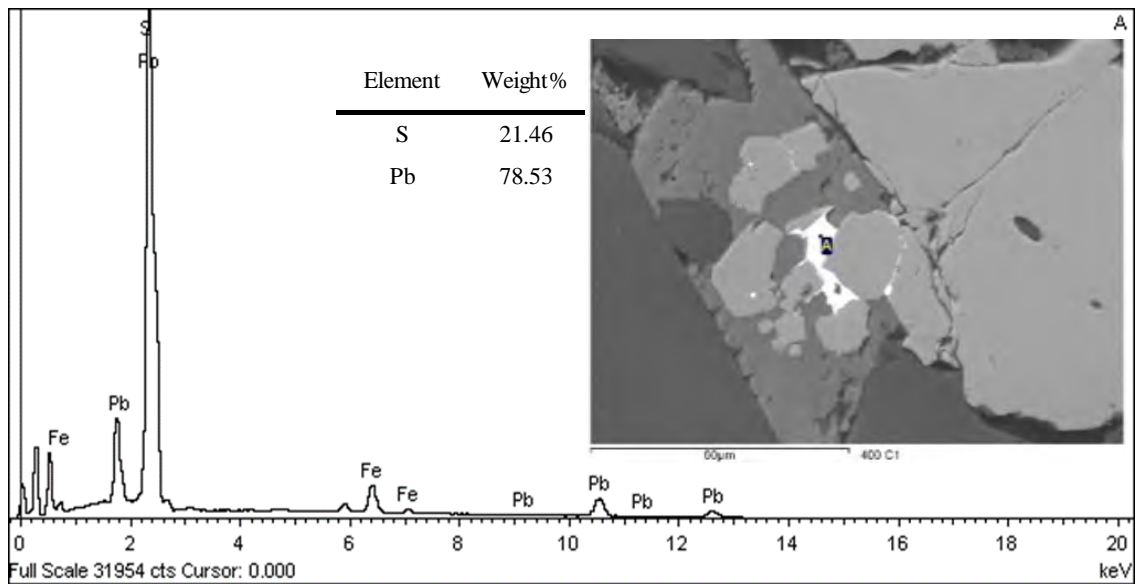 A
S
Pb
Element Weight%
S 21.46
Pb 78.53
A
60µm 400 C1
Pb
Fe
Fe
Fe
Pb
Pb
Pb
Pb
0 2 4 6 8 10 12 14 16 18 20
Full Scale 31954 cts Cursor: 0.000 keV